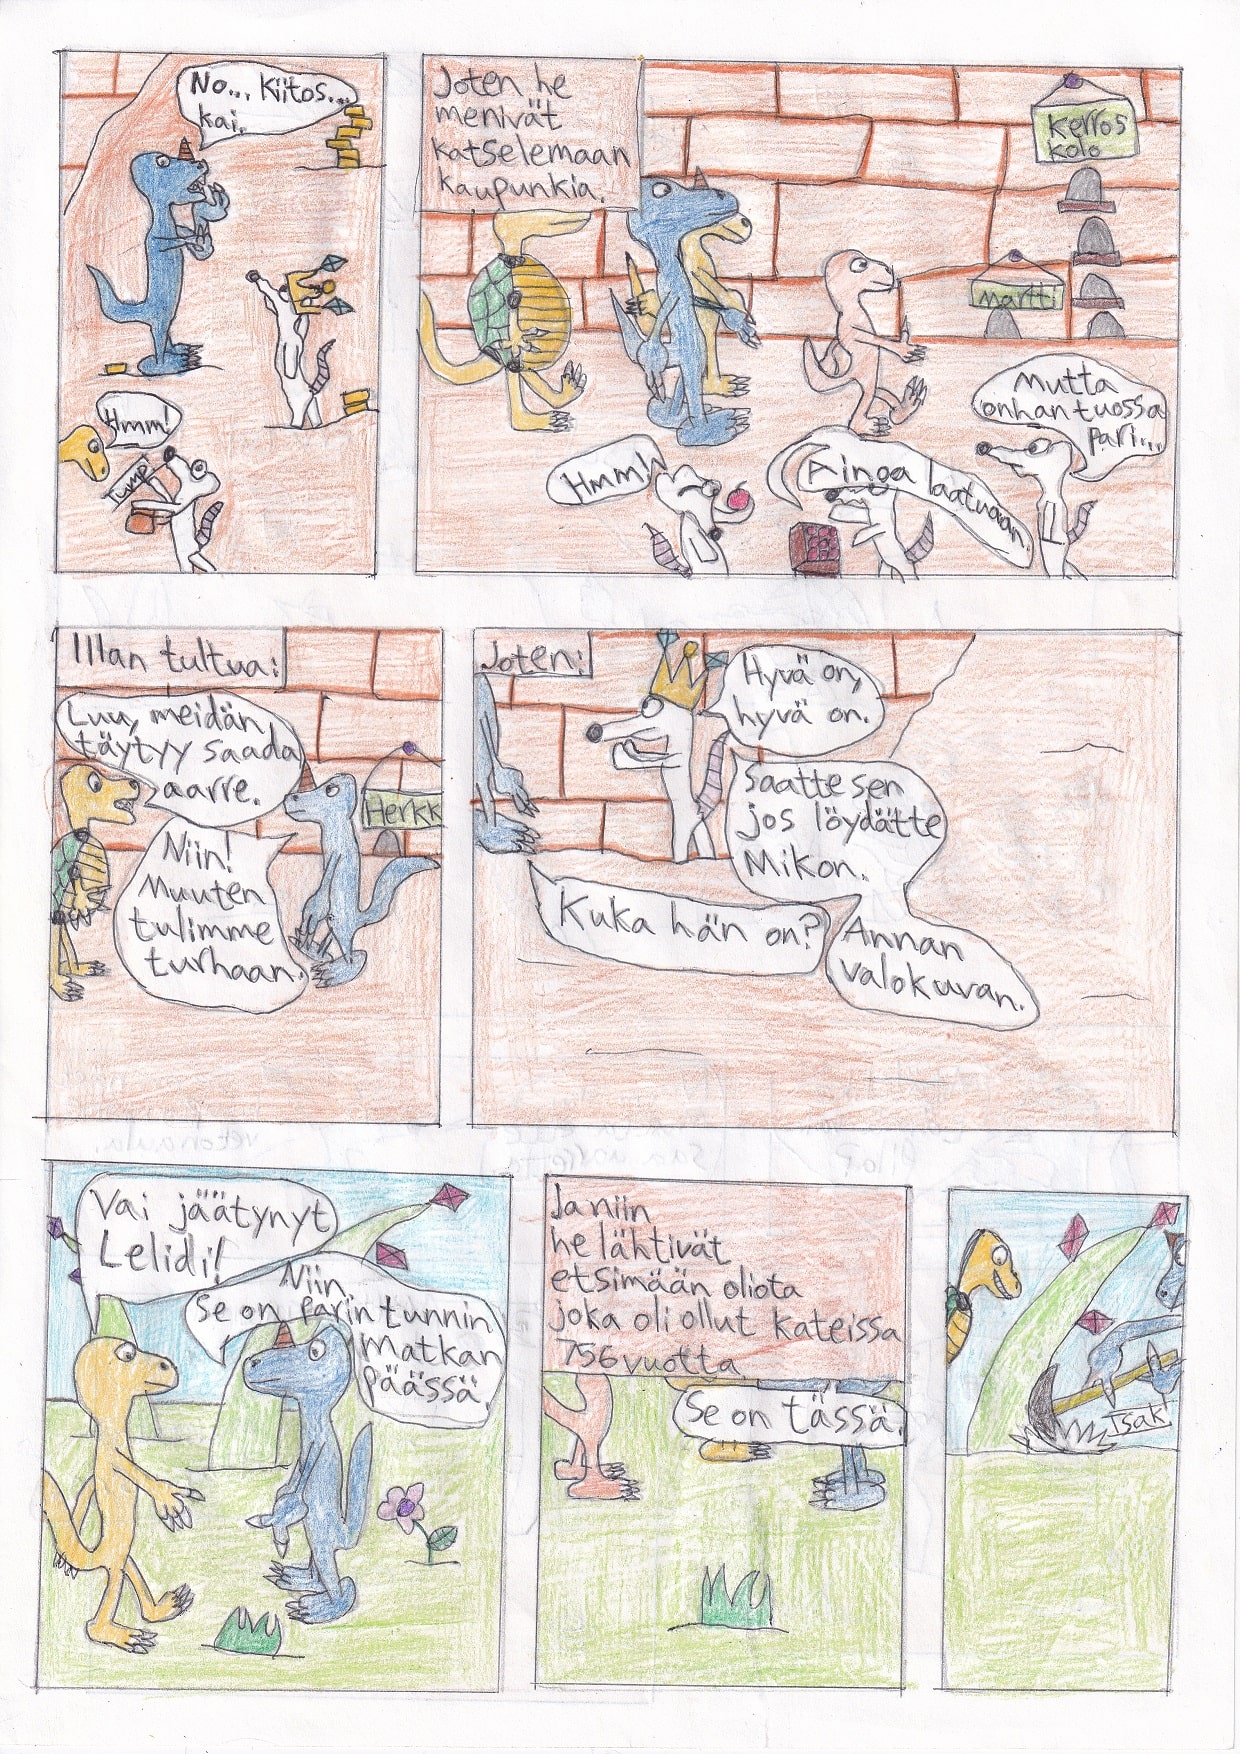 No... Kiitos...
kai.
Hmm!
Tump
Joten he
menivät
katselemaan
kaupunkia.
Kerros
kolo
martti
Mutta
onhan tuossa
pari...
Hmm!
Ainoa laatuaan.
Illan tultua:
Luu, meidän
täytyy saada
aarre.
Niin!
Muuten
tulimme
turhaan.
Herkk
Joten:
Hyvä on,
hyvä on.
Saatte sen
jos löydätte
Mikon.
Kuka hän on?
Annan
valokuvan.
Vai jäätynyt
Lelidi!
Niin.
Se on parin tunnin
matkan
päässä.
Ja niin
he lähtivät
etsimään oliota
joka oli ollut kateissa
756 vuotta
Se on tässä.
Tsak!